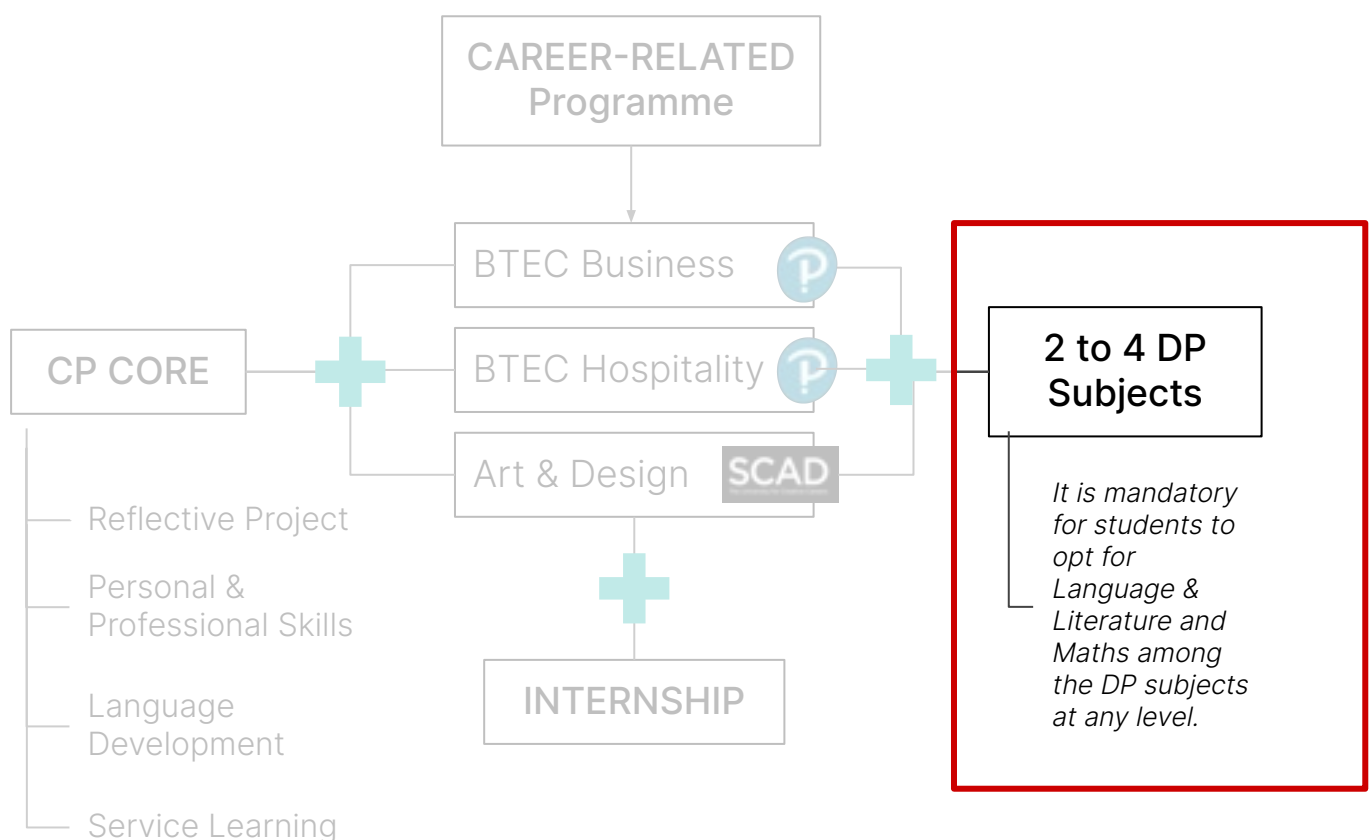 CAREER-RELATED
Programme
BTEC Business
BTEC Hospitality
Art & Design
SCAD
CP CORE
Reflective Project
Personal &
Professional Skills
Language
Development
Service Learning
INTERNSHIP
2 to 4 DP
Subjects
It is mandatory
for students to
opt for
Language &
Literature and
Maths among
the DP subjects
at any level.